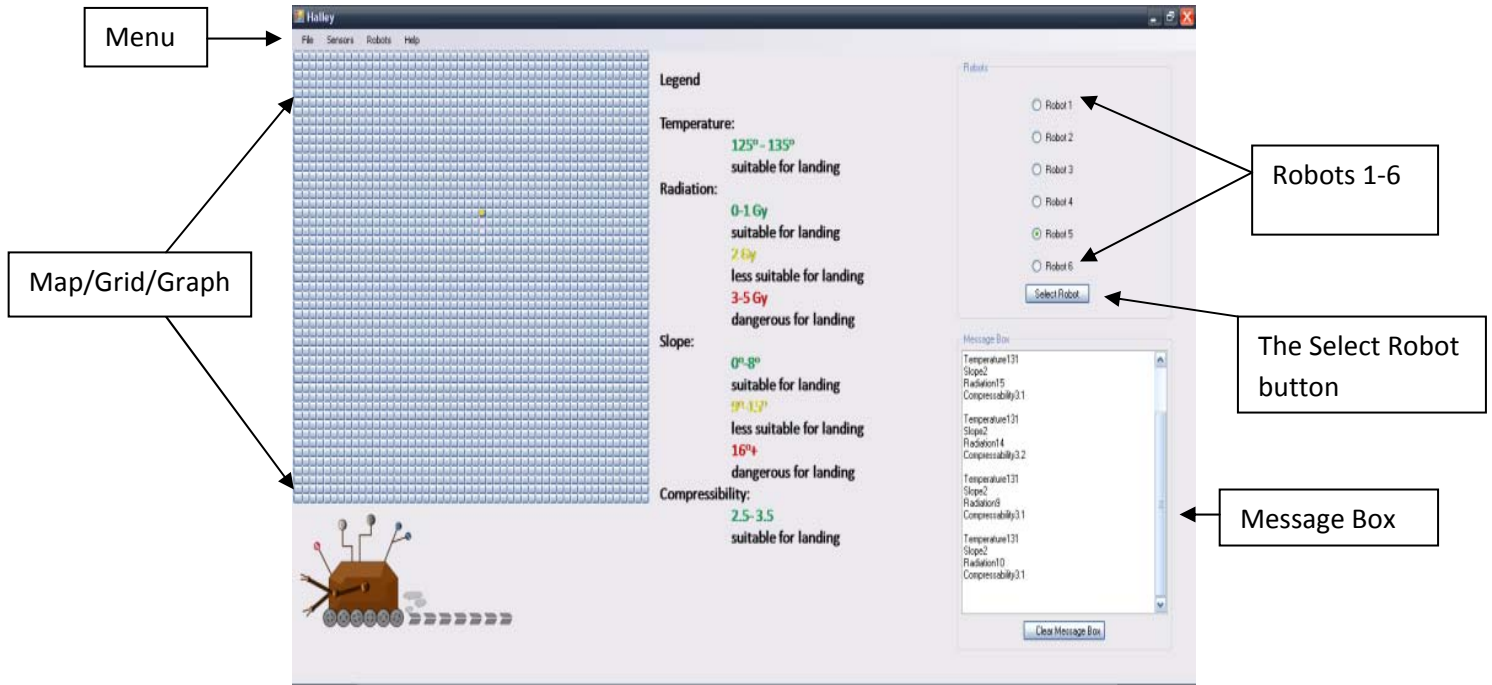 Menu
Map/Grid/Graph
Halley
File Sensors Robots Help
Legend
Temperature:
125º - 135º
suitable for landing
Radiation:
0-1 Gy
suitable for landing
2 Gy
less suitable for landing
3-5 Gy
dangerous for landing
Slope:
0º-8º
suitable for landing
9º-15º
less suitable for landing
16º+
dangerous for landing
Compressibility:
2.5- 3.5
suitable for landing
Robots
Robot 1
Robot 2
Robot 3
Robot 4
Robot 5
Robot 6
Select Robot
Message Box
Temperature131
Slope2
Radiation15
Compressability3.1
Temperature131
Slope2
Radiation14
Compressability3.2
Temperature131
Slope2
Radiation9
Compressability3.1
Temperature131
Slope2
Radiation10
Compressability3.1
Clear Message Box
Robots 1-6
The Select Robot
button
Message Box